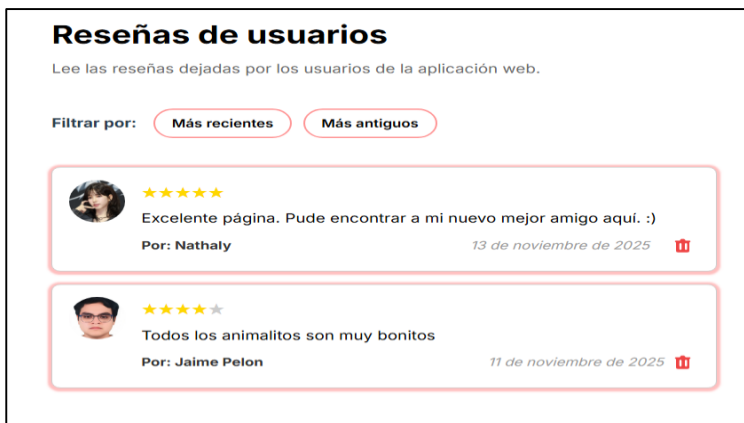 Reseñas de usuarios
Lee las reseñas dejadas por los usuarios de la aplicación web.
Filtrar por: Más recientes Más antiguos
Excelente página. Pude encontrar a mi nuevo mejor amigo aquí. :)
Por: Nathaly 13 de noviembre de 2025
Todos los animalitos son muy bonitos
Por: Jaime Pelon 11 de noviembre de 2025